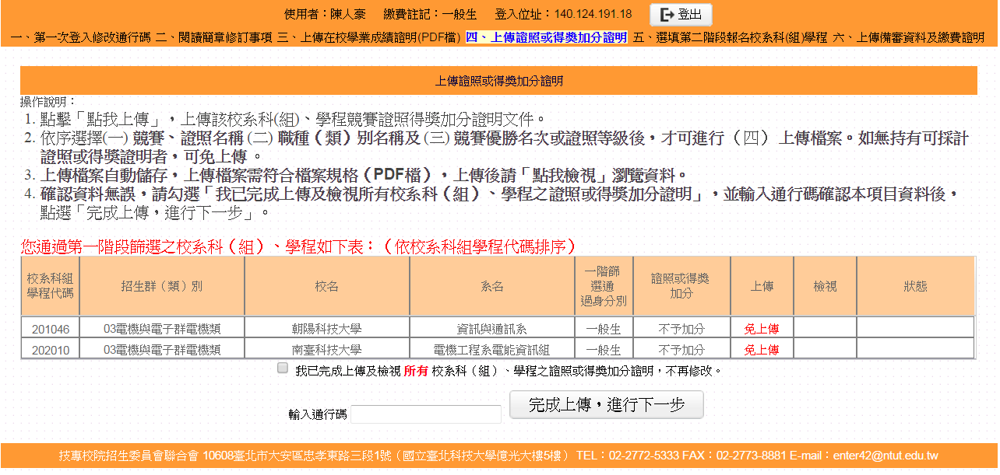 使用者：陳人豪 繳費註記：一般生 登入位址：140.124.191.18 登出
一、第一次登入修改通行碼 二、閱讀簡章修訂事項 三、上傳在校學業成績證明(PDF檔) 四、上傳證照或得獎加分證明 五、選填第二階段報名校系科(組)學程 六、上傳備審資料及繳費證明
上傳證照或得獎加分證明
操作說明：
1. 點擊「點我上傳」，上傳該校系科(組)、學程競賽證照得獎加分證明文件。
2. 依序選擇(一) 競賽、證照名稱 (二) 職種（類）別名稱及 (三) 競賽優勝名次或證照等級後，才可進行（四）上傳檔案。如無持有可採計
證照或得獎證明者，可免上傳 。
3. 上傳檔案自動儲存，上傳檔案需符合檔案規格（PDF檔），上傳後請「點我檢視」瀏覽資料。
4. 確認資料無誤，請勾選「我已完成上傳及檢視所有校系科（組）、學程之證照或得獎加分證明」，並輸入通行碼確認本項目資料後，
點選「完成上傳，進行下一步」。
您通過第一階段篩選之校系科（組）、學程如下表：（依校系科組學程代碼排序）
校系科組
學程代碼
招生群（類）別
校名
系名
一階篩
選通
過身分別
證照或得獎
加分
上傳
檢視
狀態
201046 03電機與電子群電機類 朝陽科技大學 資訊與通訊系 一般生 不予加分 免上傳
202010 03電機與電子群電機類 南臺科技大學 電機工程系電能資訊組 一般生 不予加分 免上傳
我已完成上傳及檢視 所有 校系科（組）、學程之證照或得獎加分證明，不再修改。
輸入通行碼 完成上傳，進行下一步
技專校院招生委員會聯合會 10608臺北市大安區忠孝東路三段1號（國立臺北科技大學億光大樓5樓） TEL：02-2772-5333 FAX：02-2773-8881 E-mail：enter42@ntut.edu.tw